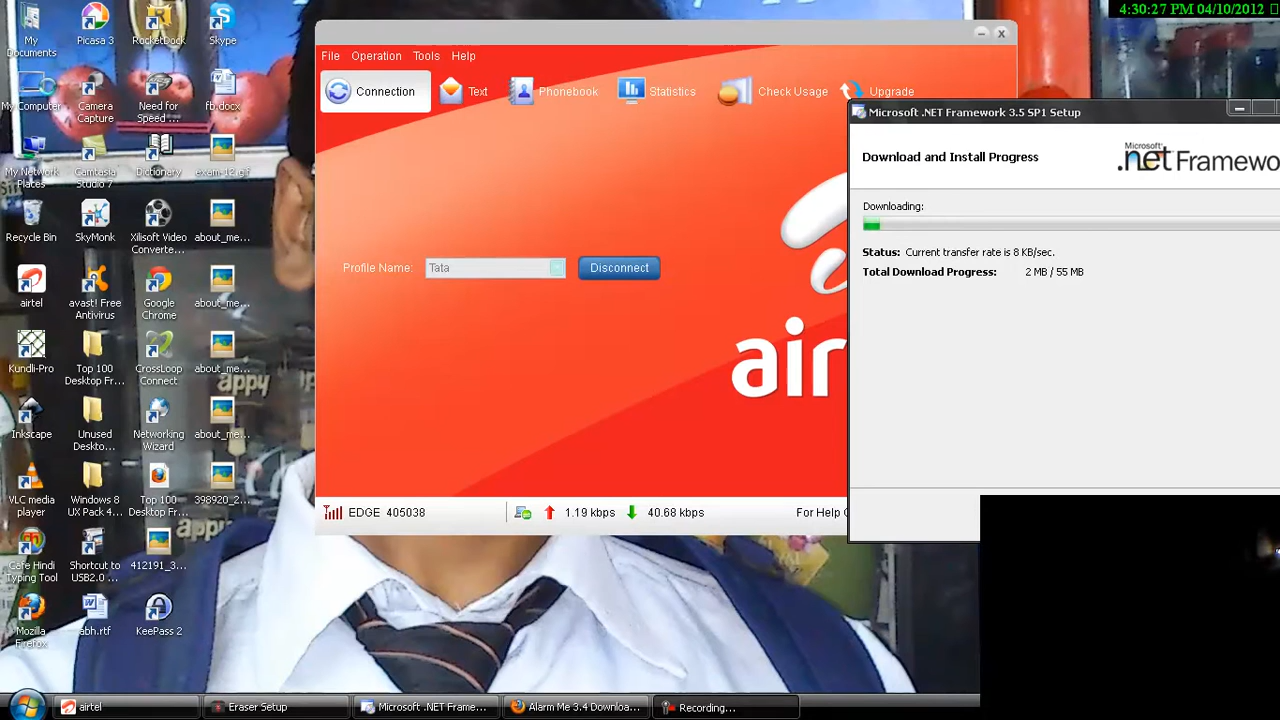 4:30:27 PM 04/10/2012
My Documents
Picasa 3
RocketDock
Skype
My Computer
Camera Capture
Need for Speed
fb.docx
My Network Places
Camtasia Studio 7
Dictionary
exam-12.gif
Recycle Bin
SkyMonk
Xilisoft Video Converte...
about_me...
airtel
avast! Free Antivirus
Google Chrome
about_me...
Kundli-Pro
Top 100 Desktop Fr...
CrossLoop Connect
about_me...
Inkscape
Unused Deskto...
Networking Wizard
about_me...
VLC media player
Windows 8 UX Pack 4...
Top 100 Desktop Fr...
398920_2...
Cafe Hindi Typing Tool
Shortcut to USB2.0 ...
412191_3...
Mozilla Firefox
abh.rtf
KeePass 2
appy
appy
File Operation Tools Help
Connection Text Phonebook Statistics Check Usage Upgrade
Profile Name: Tata Disconnect
air
EDGE 405038 1.19 kbps 40.68 kbps For Help
Microsoft .NET Framework 3.5 SP1 Setup
Download and Install Progress
Microsoft
.net Framewo
Downloading:
Status: Current transfer rate is 8 KB/sec.
Total Download Progress: 2 MB / 55 MB
airtel
Eraser Setup
Microsoft .NET Frame...
Alarm Me 3.4 Downloa...
Recording...